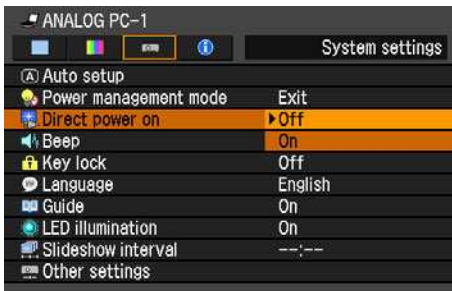 ANALOG PC-1
System settings
Auto setup
Power management mode Exit
Direct power on Off
Beep On
Key lock Off
Language English
Guide On
LED illumination On
Slideshow interval --:--
Other settings